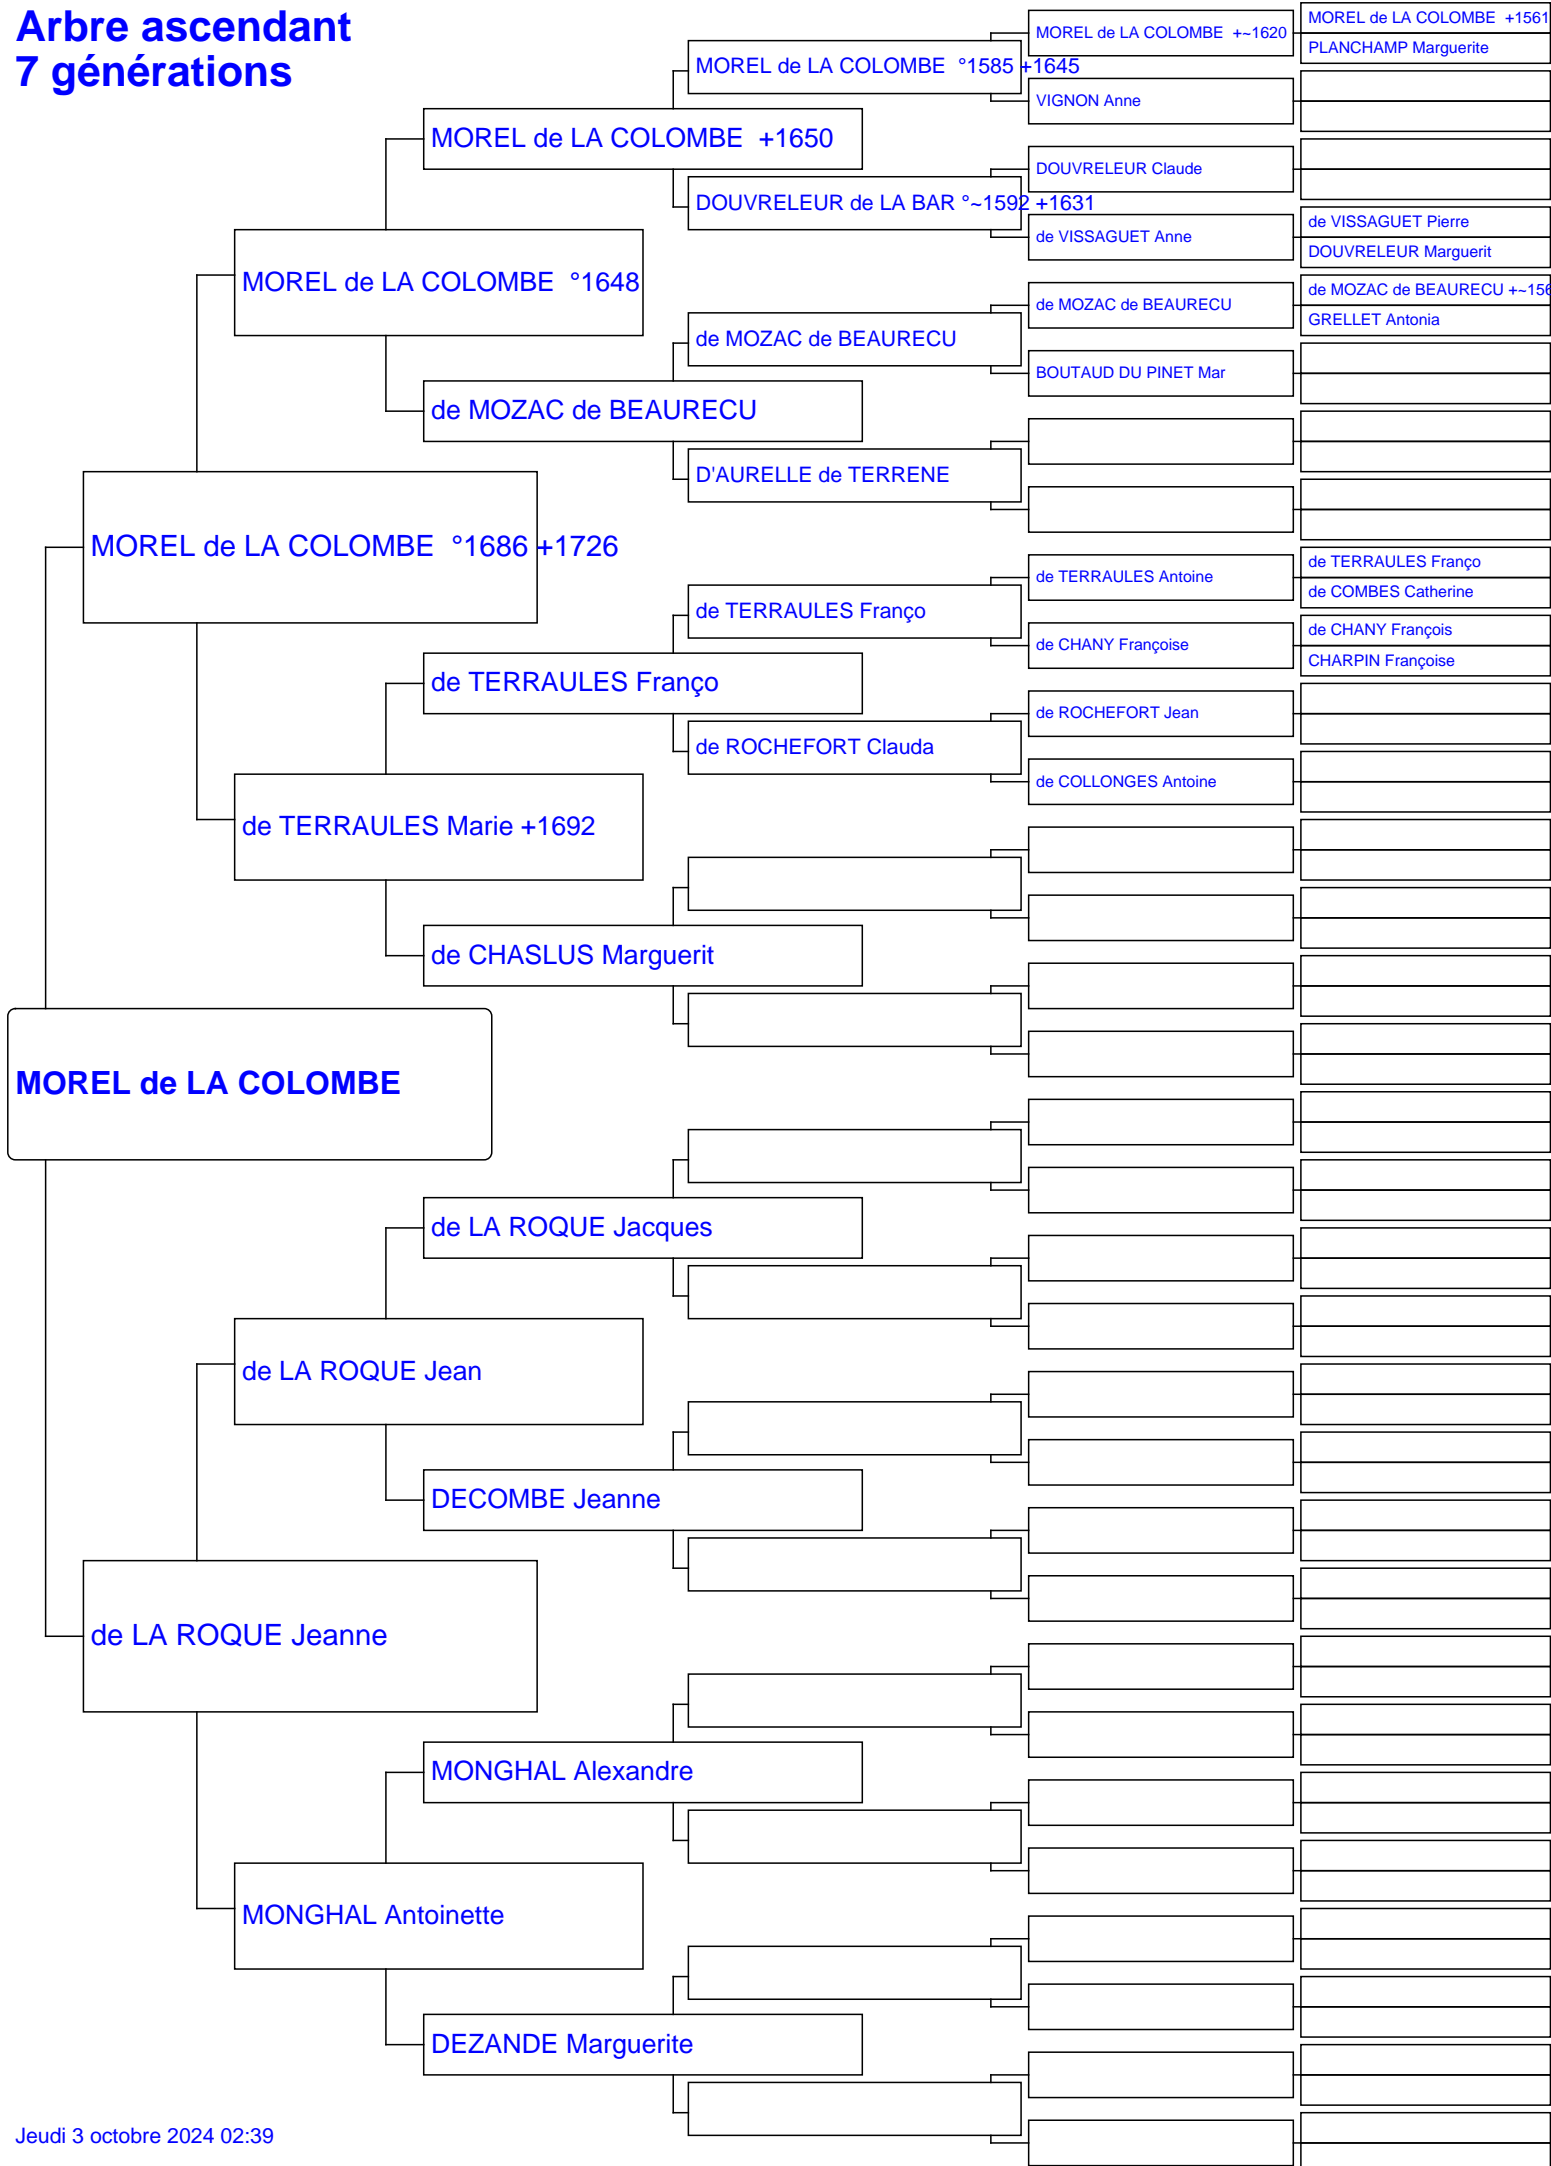 Arbre ascendant
7 générations
MOREL de LA COLOMBE +1561
PLANCHAMP Marguerite
MOREL de LA COLOMBE +~1620
MOREL de LA COLOMBE °1585 +1645
VIGNON Anne
MOREL de LA COLOMBE +1650
DOUVRELEUR Claude
DOUVRELEUR de LA BAR °~1592 +1631
de VISSAGUET Pierre
de VISSAGUET Anne
DOUVRELEUR Marguerit
MOREL de LA COLOMBE °1648
de MOZAC de BEAURECU +~156
de MOZAC de BEAURECU
GRELLET Antonia
de MOZAC de BEAURECU
BOUTAUD DU PINET Mar
de MOZAC de BEAURECU
D'AURELLE de TERRENE
MOREL de LA COLOMBE °1686 +1726
de TERRAULES Franço
de TERRAULES Antoine
de COMBES Catherine
de TERRAULES Franço
de CHANY François
de CHANY Françoise
CHARPIN Françoise
de TERRAULES Franço
de ROCHEFORT Jean
de ROCHEFORT Clauda
de COLLONGES Antoine
de TERRAULES Marie +1692
de CHASLUS Marguerit
MOREL de LA COLOMBE
de LA ROQUE Jacques
de LA ROQUE Jean
DECOMBE Jeanne
de LA ROQUE Jeanne
MONGHAL Alexandre
MONGHAL Antoinette
DEZANDE Marguerite
Jeudi 3 octobre 2024 02:39